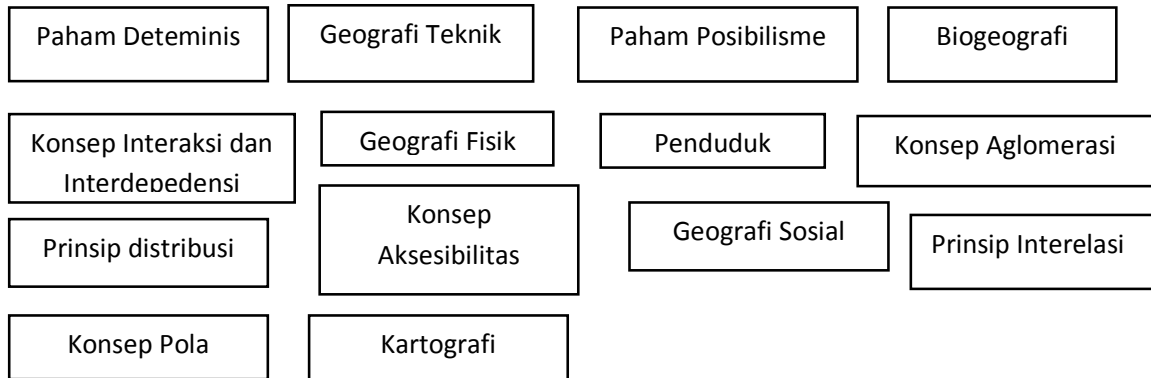 Paham Deteminis
Geografi Teknik
Paham Posibilisme
Biogeografi
Konsep Interaksi dan
Interdepedensi
Geografi Fisik
Penduduk
Konsep Aglomerasi
Prinsip distribusi
Konsep
Aksesibilitas
Geografi Sosial
Prinsip Interelasi
Konsep Pola
Kartografi